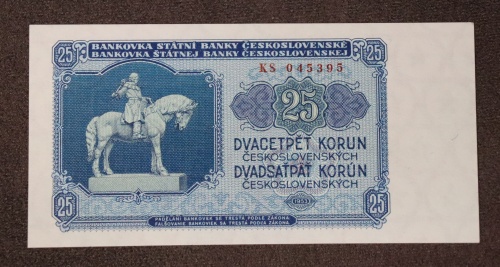 25 BANKOVKA STÁTNÍ BANKY ČESKOSLOVENSKÉ 25
BANKOVKA ŠTÁTNEJ BANKY ČESKOSLOVENSKEJ
KS 045395
25
DVACETPĚT KORUN
ČESKOSLOVENSKÝCH
DVADSAŤPÄŤ KORÚN
ČESKOSLOVENSKÝCH
1953
25 PADĚLÁNÍ BANKOVEK SE TRESTÁ PODLE ZÁKONA 25
FALŠOVANIE BANKOVIEK SA TRESTÁ PODĽA ZÁKONA